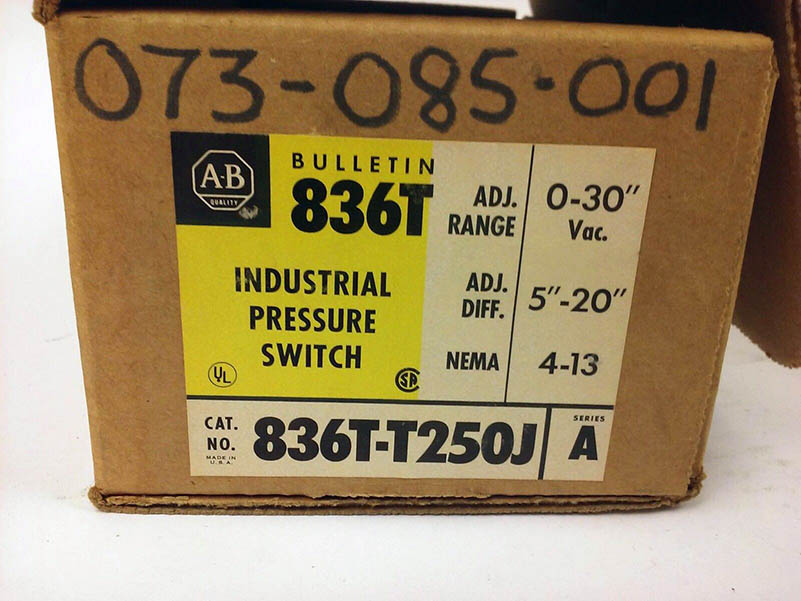 073-085-001
A-B
QUALITY
BULLETIN
836T
INDUSTRIAL
PRESSURE
SWITCH
UL
SA
ADJ.
RANGE
0-30"
Vac.
ADJ.
DIFF.
5"-20"
NEMA
4-13
CAT.
NO.
MADE IN
U.S.A.
836T-T250J
SERIES
A